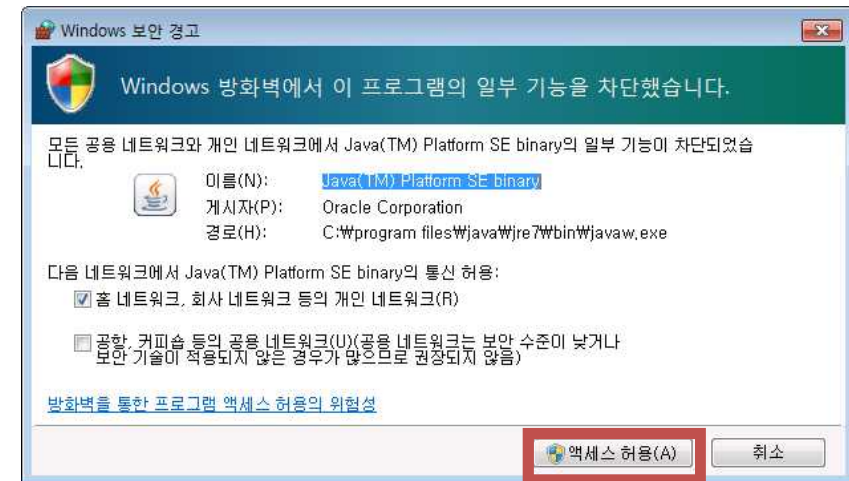 Windows 보안 경고
Windows 방화벽에서 이 프로그램의 일부 기능을 차단했습니다.
모든 공용 네트워크와 개인 네트워크에서 Java(TM) Platform SE binary의 일부 기능이 차단되었습
니다.
이름(N): Java(TM) Platform SE binary
게시자(P): Oracle Corporation
경로(H): C:₩program files₩java₩jre7₩bin₩javaw.exe
다음 네트워크에서 Java(TM) Platform SE binary의 통신 허용:
홈 네트워크, 회사 네트워크 등의 개인 네트워크(R)
공항, 커피숍 등의 공용 네트워크(U)(공용 네트워크는 보안 수준이 낮거나
보안 기술이 적용되지 않은 경우가 많으므로 권장되지 않음)
방화벽을 통한 프로그램 액세스 허용의 위험성
액세스 허용(A) 취소